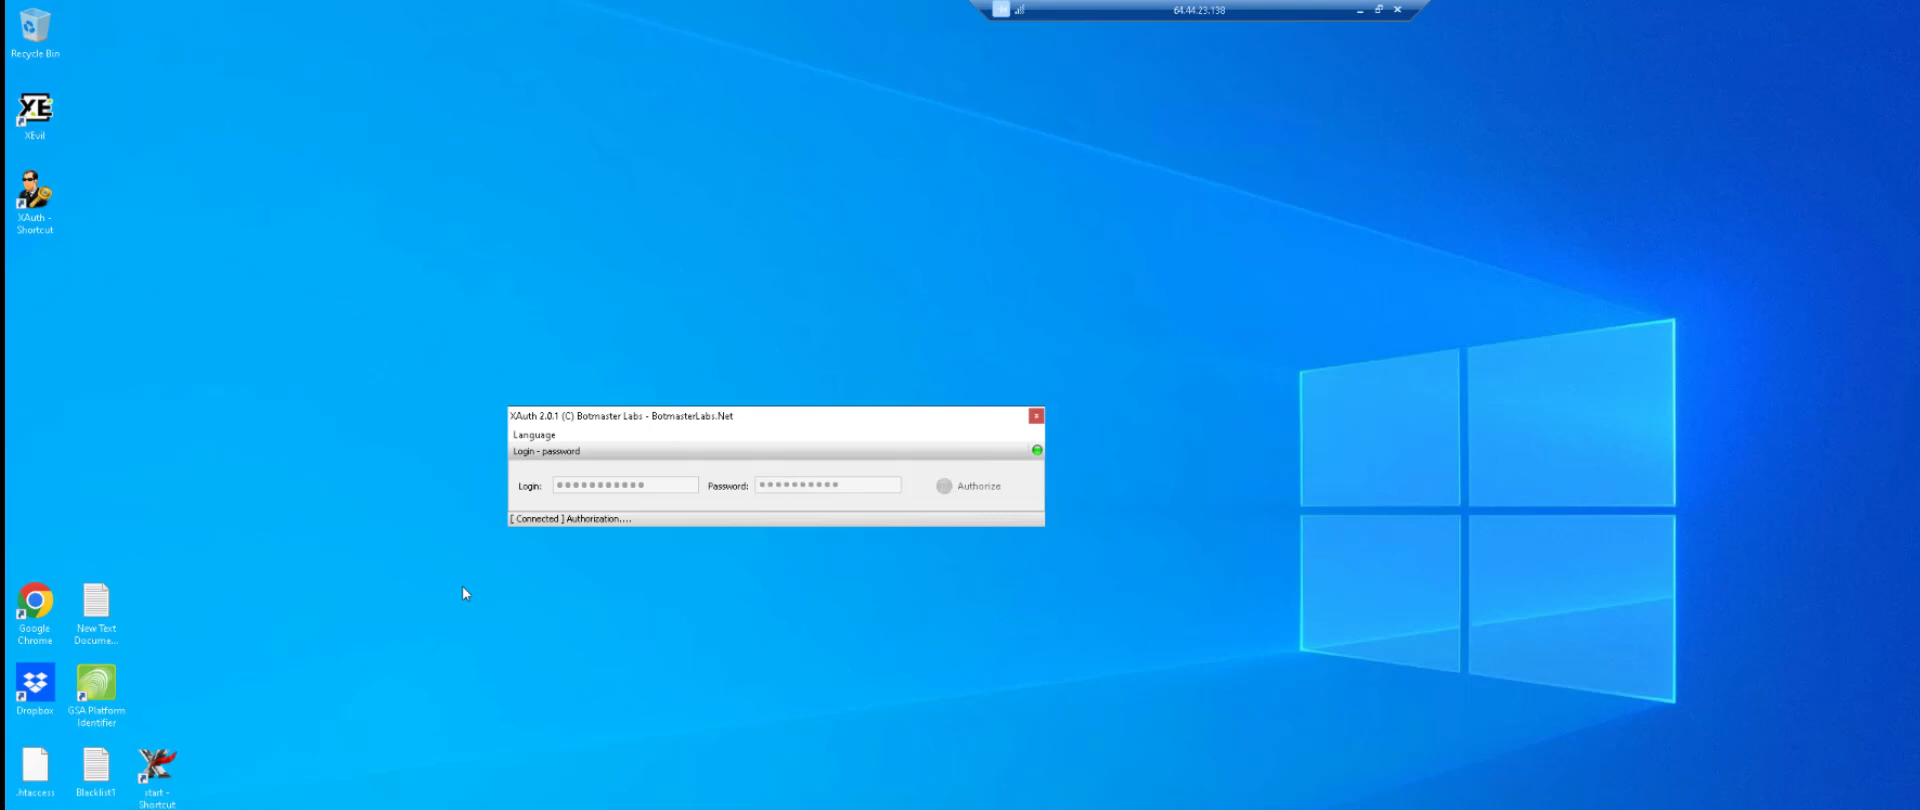 64.44.23.138
Recycle Bin
XEvil
XAuth -
Shortcut
XAuth 2.0.1 (C) Botmaster Labs - BotmasterLabs.Net
Language
Login - password
Login:
Password:
Authorize
[ Connected ] Authorization....
Google
Chrome
New Text
Docume...
Dropbox
GSA Platform
Identifier
.htaccess
Blacklist1
start -
Shortcut